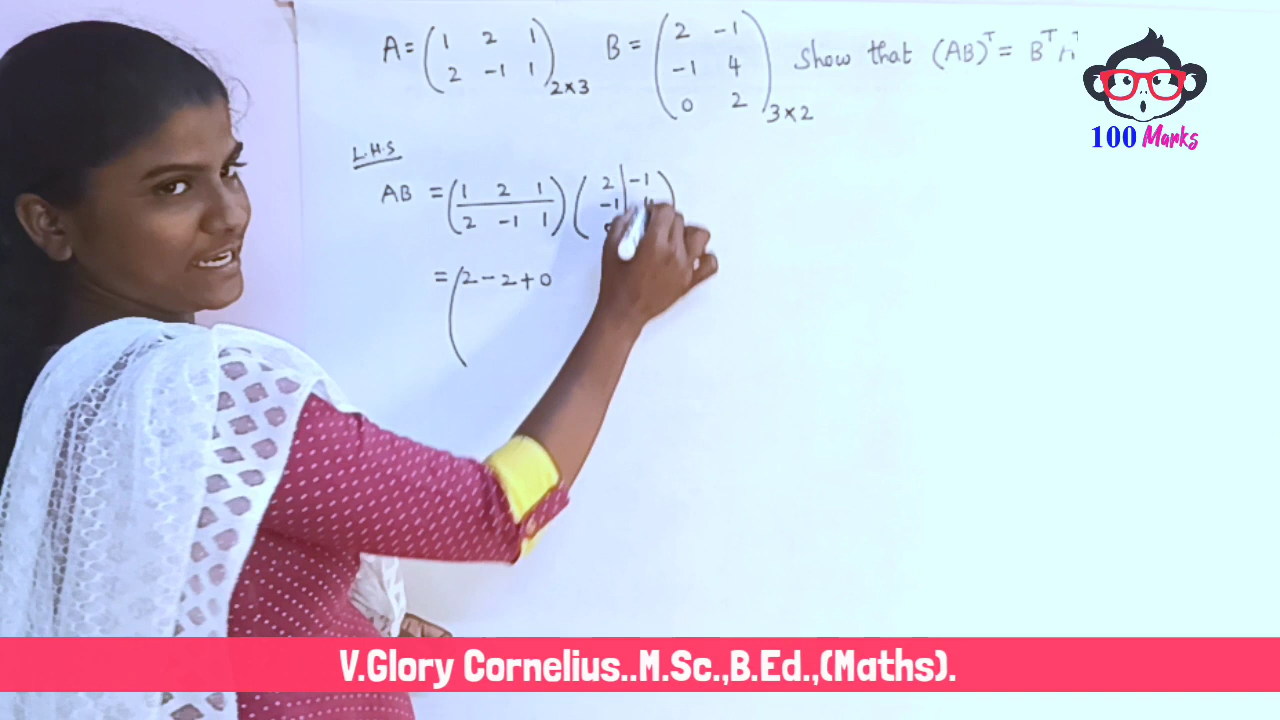 A = ( 1 2 1 B = ( 2 -1 Show that (AB)ᵀ = Bᵀ
2 -1 1 )2×3 -1 4
0 2 )3×2
100 Marks
L.H.S
AB = ( 1 2 1 ) ( 2 | -1 )
2 -1 1 -1
= ( 2 - 2 + 0
V.Glory Cornelius..M.Sc.,B.Ed.,(Maths).